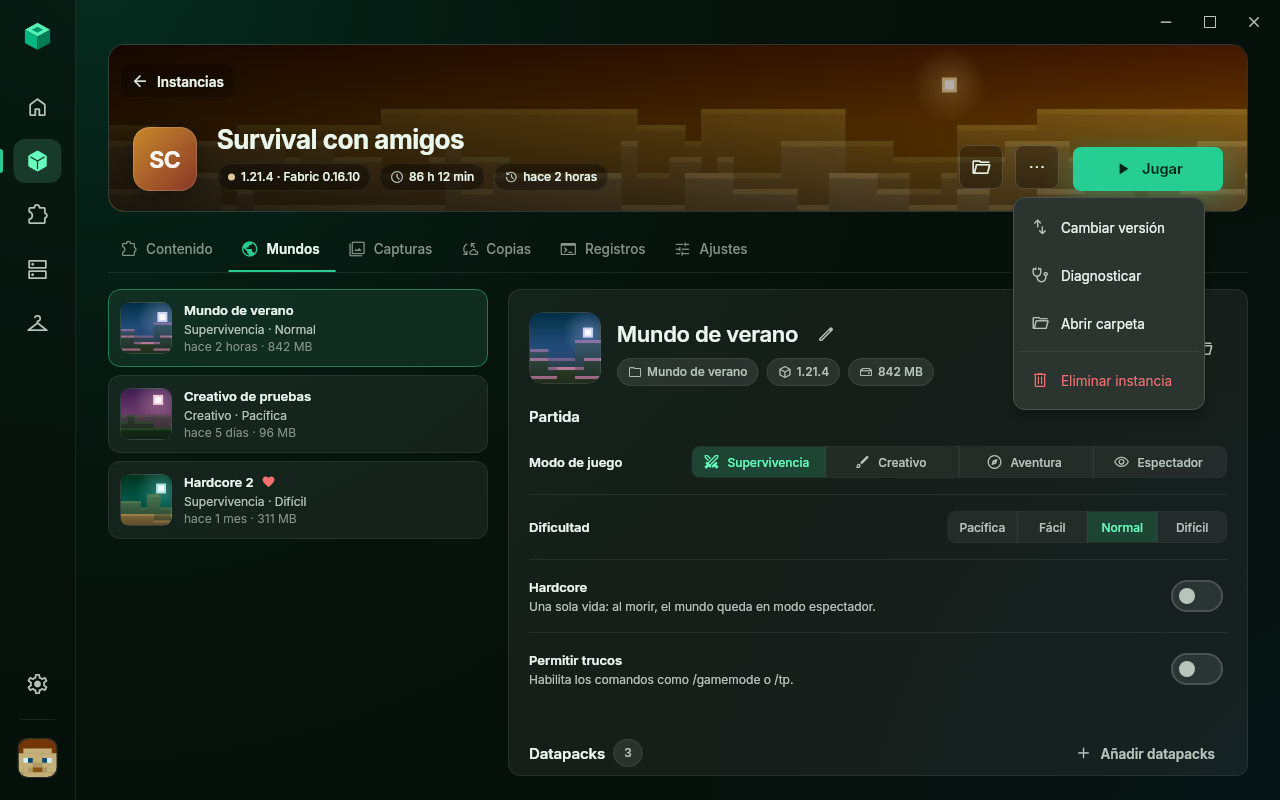 Instancias
SC
Survival con amigos
1.21.4 · Fabric 0.16.10
86 h 12 min
hace 2 horas
···
Jugar
Cambiar versión
Diagnosticar
Abrir carpeta
Eliminar instancia
Contenido
Mundos
Capturas
Copias
Registros
Ajustes
Mundo de verano
Supervivencia · Normal
hace 2 horas · 842 MB
Creativo de pruebas
Creativo · Pacífica
hace 5 días · 96 MB
Hardcore 2
Supervivencia · Difícil
hace 1 mes · 311 MB
Mundo de verano
Mundo de verano
1.21.4
842 MB
Partida
Modo de juego
Supervivencia
Creativo
Aventura
Espectador
Dificultad
Pacífica
Fácil
Normal
Difícil
Hardcore
Una sola vida: al morir, el mundo queda en modo espectador.
Permitir trucos
Habilita los comandos como /gamemode o /tp.
Datapacks
3
Añadir datapacks